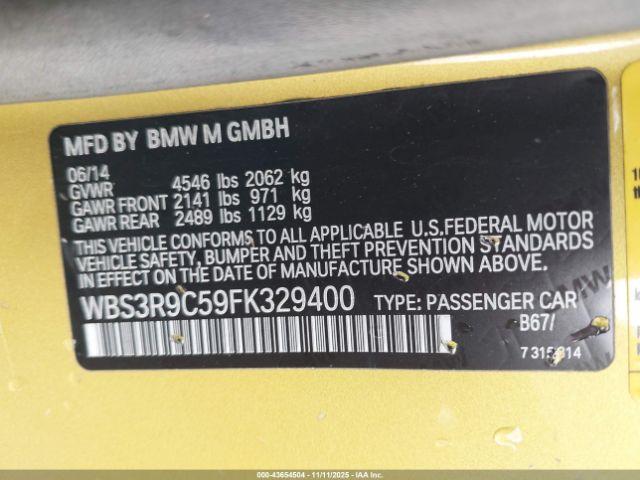 MFD BY BMW M GMBH
06/14
GVWR 4546 lbs 2062 kg
GAWR FRONT 2141 lbs 971 kg
GAWR REAR 2489 lbs 1129 kg
THIS VEHICLE CONFORMS TO ALL APPLICABLE U.S.FEDERAL MOTOR
VEHICLE SAFETY, BUMPER, AND THEFT PREVENTION STANDARDS
IN EFFECT ON THE DATE OF MANUFACTURE SHOWN ABOVE.
WBS3R9C59FK329400 TYPE: PASSENGER CAR
B67/
BMW
000-43654504 - 11/11/2025 - IAAI.COM